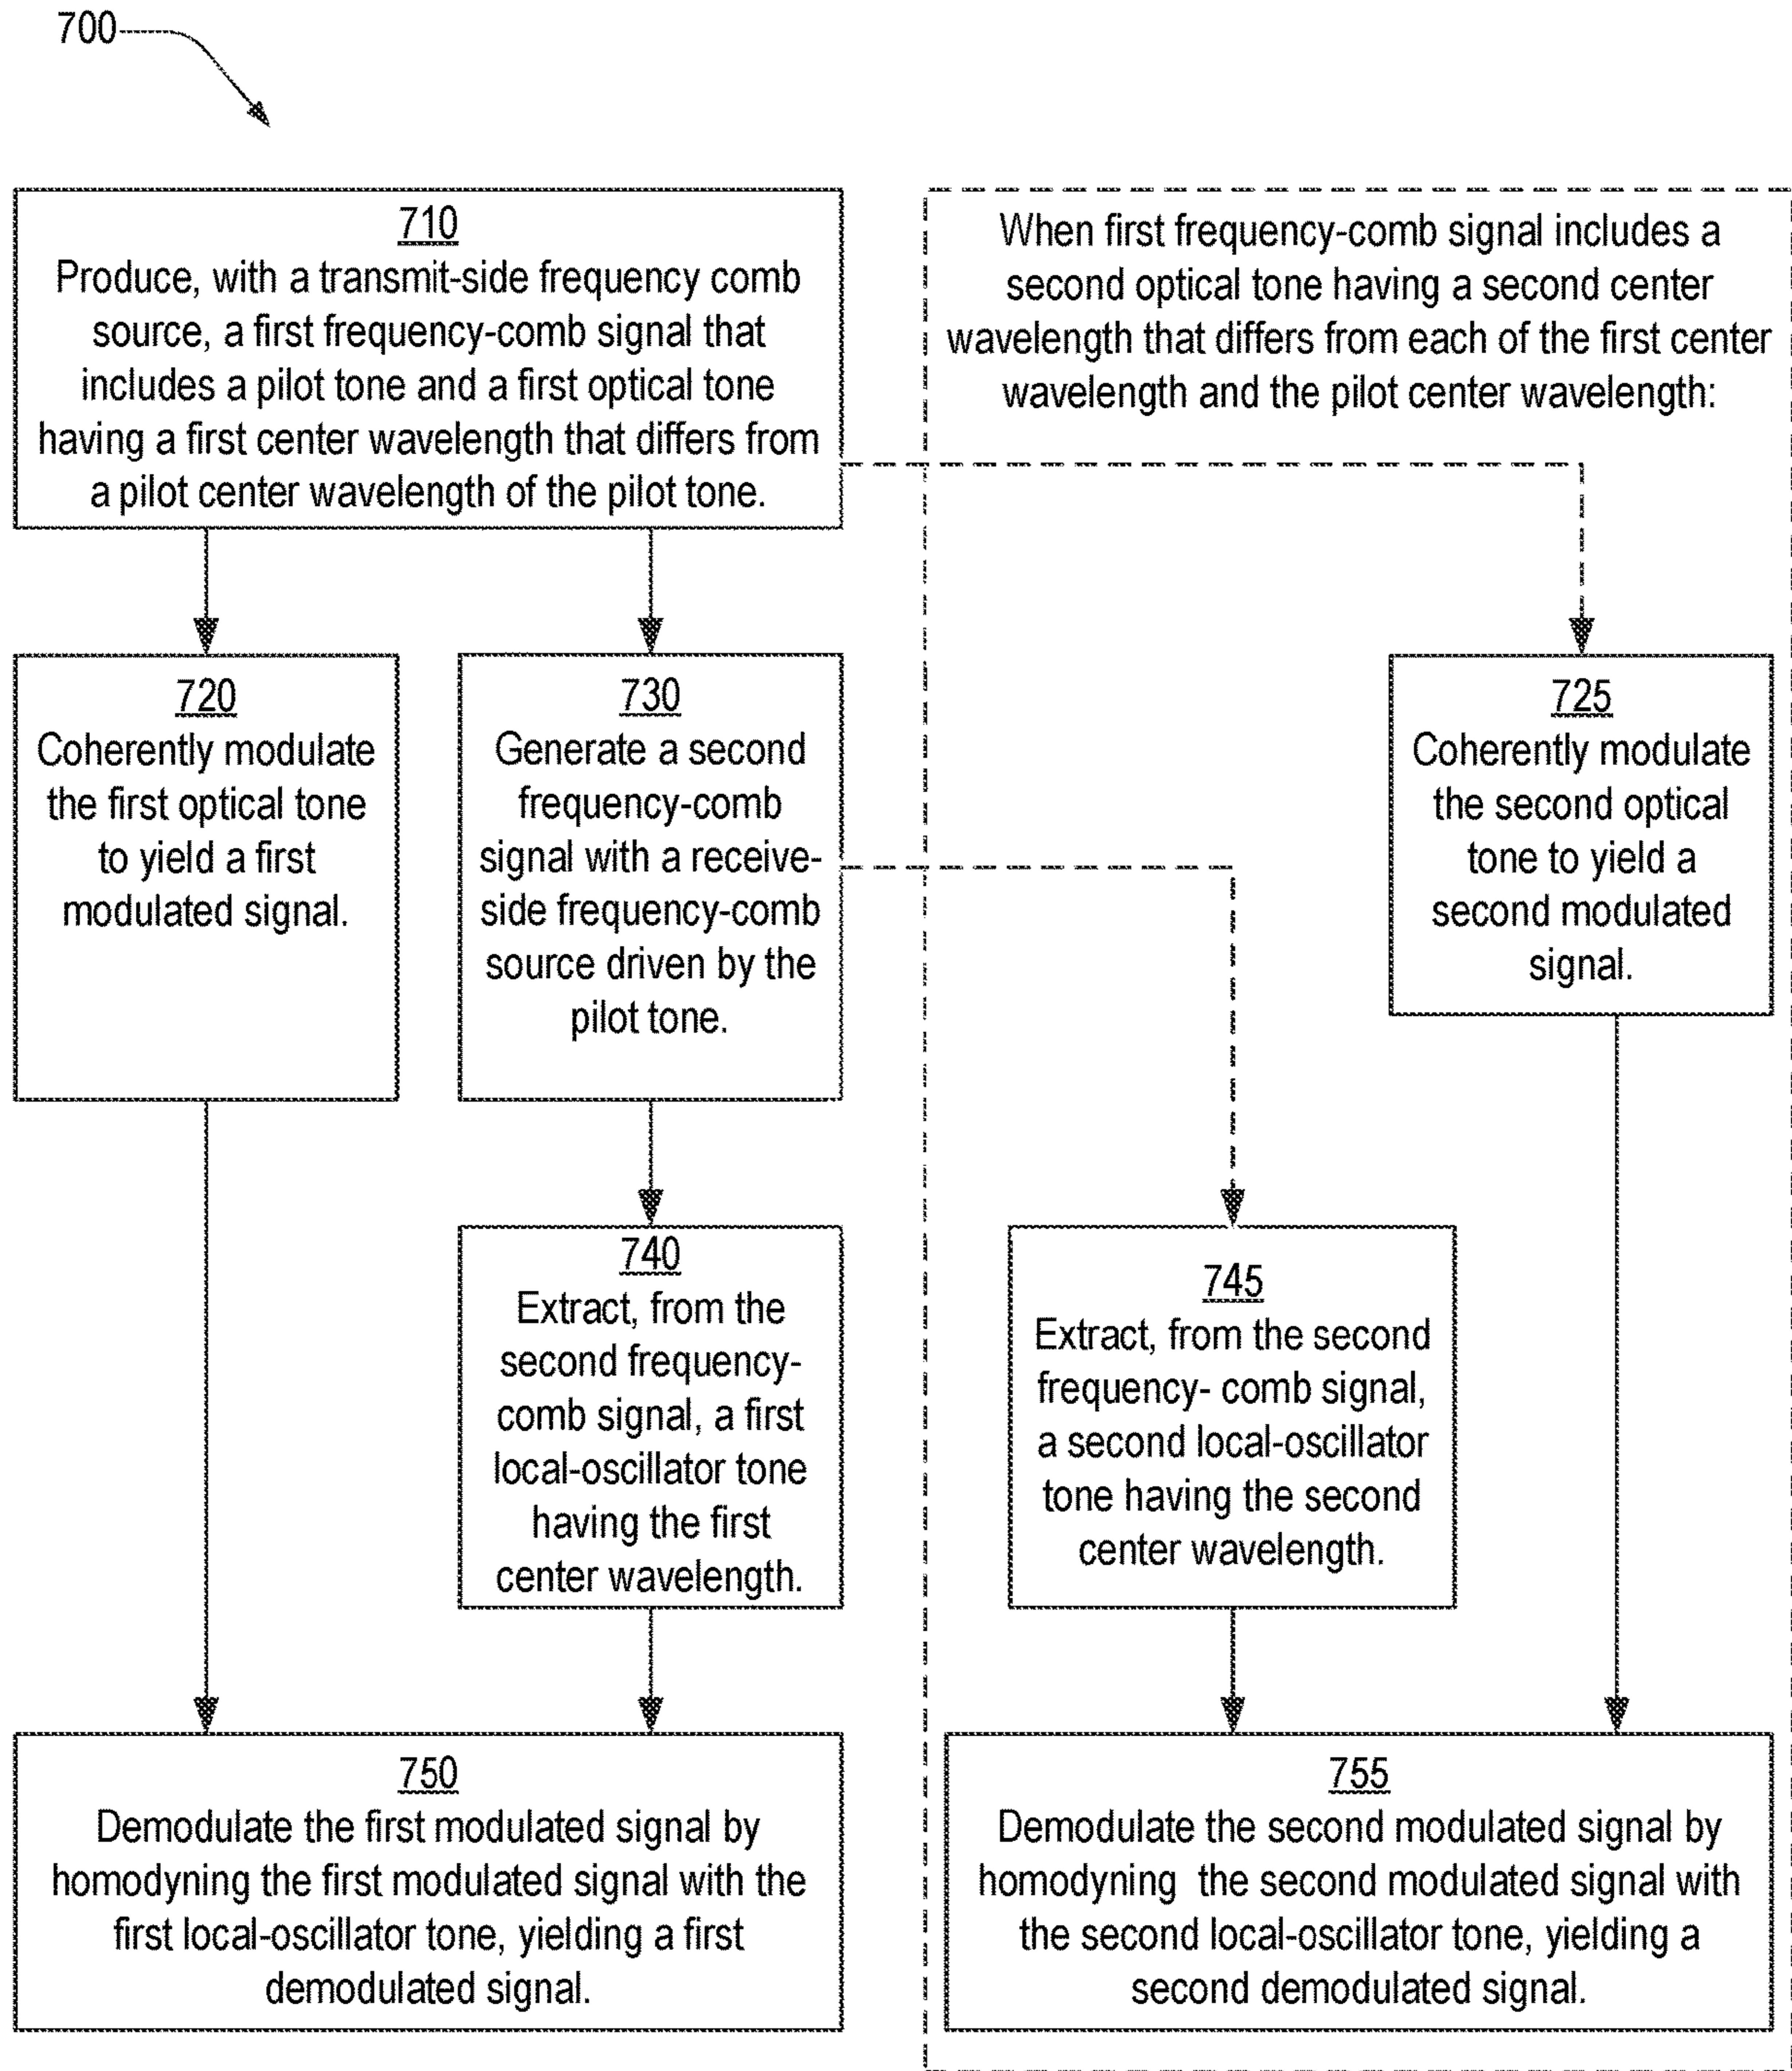 700
710
Produce, with a transmit-side frequency comb
source, a first frequency-comb signal that
includes a pilot tone and a first optical tone
having a first center wavelength that differs from
a pilot center wavelength of the pilot tone.
When first frequency-comb signal includes a
second optical tone having a second center
wavelength that differs from each of the first center
wavelength and the pilot center wavelength:
720
Coherently modulate
the first optical tone
to yield a first
modulated signal.
730
Generate a second
frequency-comb
signal with a receive-
side frequency-comb
source driven by the
pilot tone.
725
Coherently modulate
the second optical
tone to yield a
second modulated
signal.
740
Extract, from the
second frequency-
comb signal, a first
local-oscillator tone
having the first
center wavelength.
745
Extract, from the second
frequency- comb signal,
a second local-oscillator
tone having the second
center wavelength.
750
Demodulate the first modulated signal by
homodyning the first modulated signal with the
first local-oscillator tone, yielding a first
demodulated signal.
755
Demodulate the second modulated signal by
homodyning  the second modulated signal with
the second local-oscillator tone, yielding a
second demodulated signal.